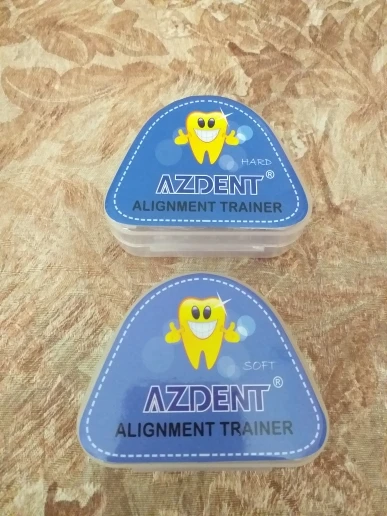 HARD
AZDENT®
ALIGNMENT TRAINER
SOFT
AZDENT®
ALIGNMENT TRAINER